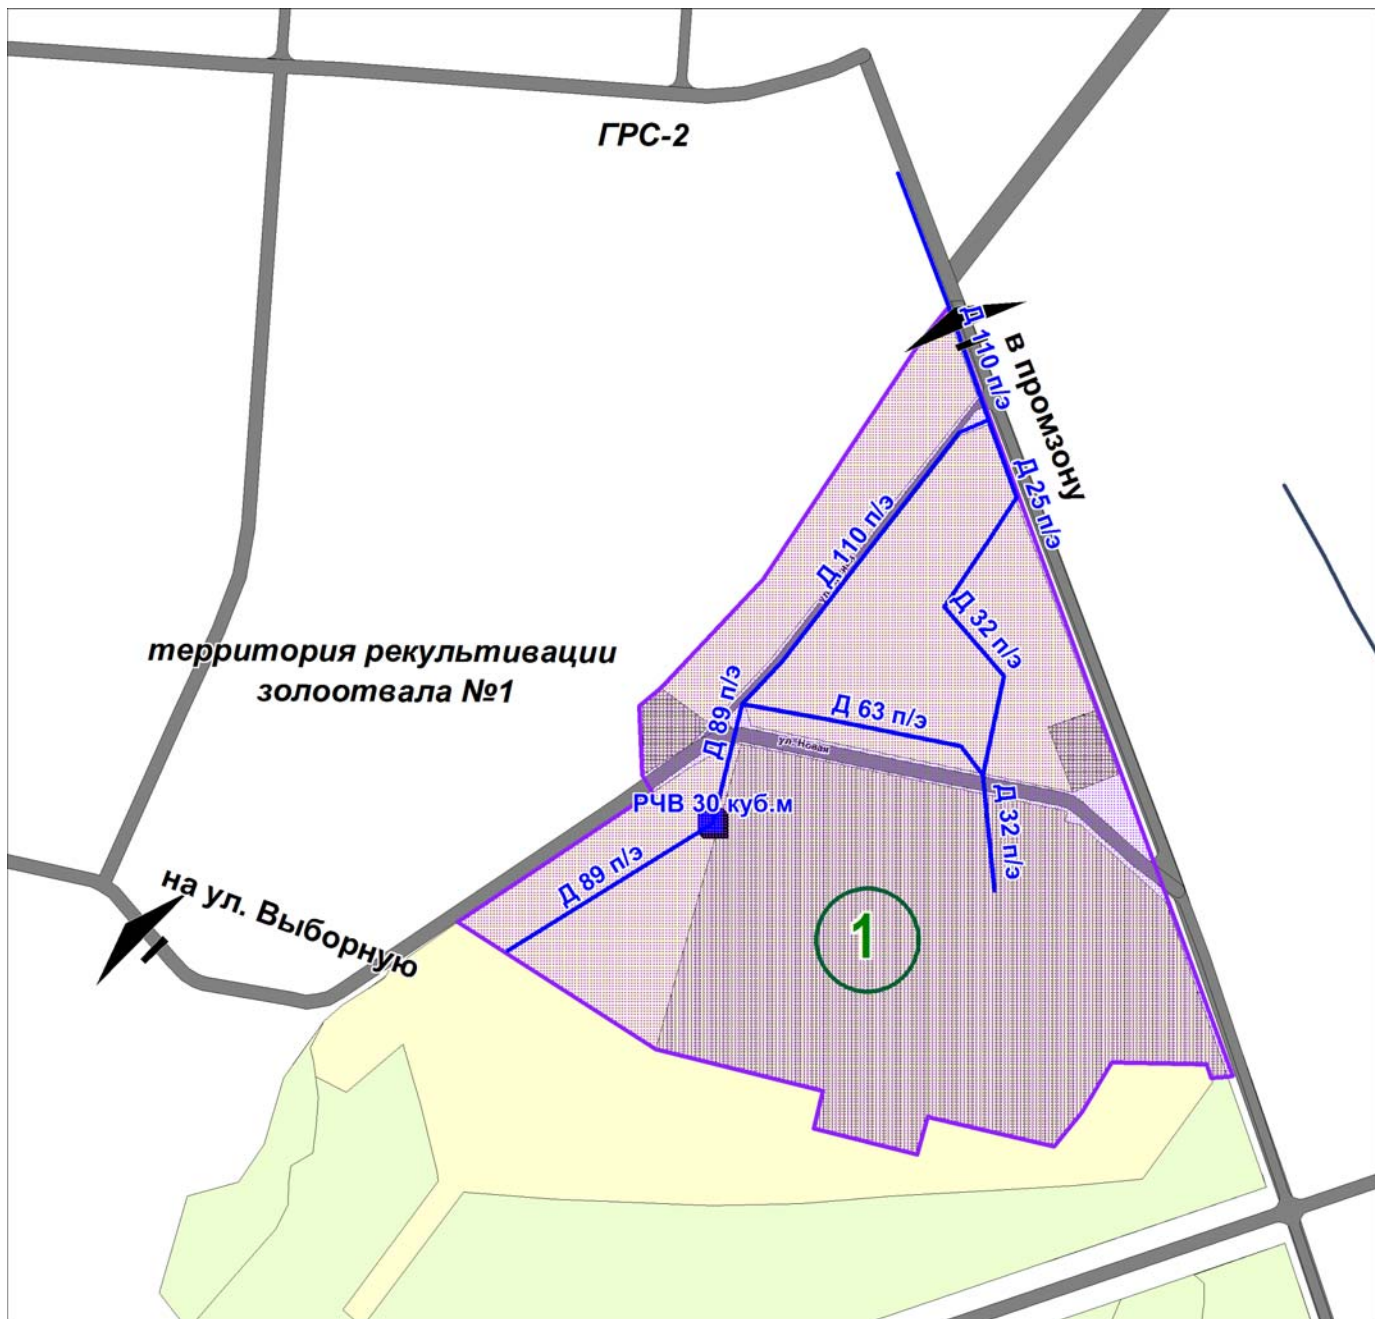 ГРС-2
Д 110 п/э
в промзону
Д 25 п/э
Д 110 п/э
ул.
Д 32 п/э
территория рекультивации
золоотвала №1
Д 89 п/э
Д 63 п/э
ул. Новая
РЧВ 30 куб.м
Д 32 п/э
Д 89 п/э
на ул. Выборную
1